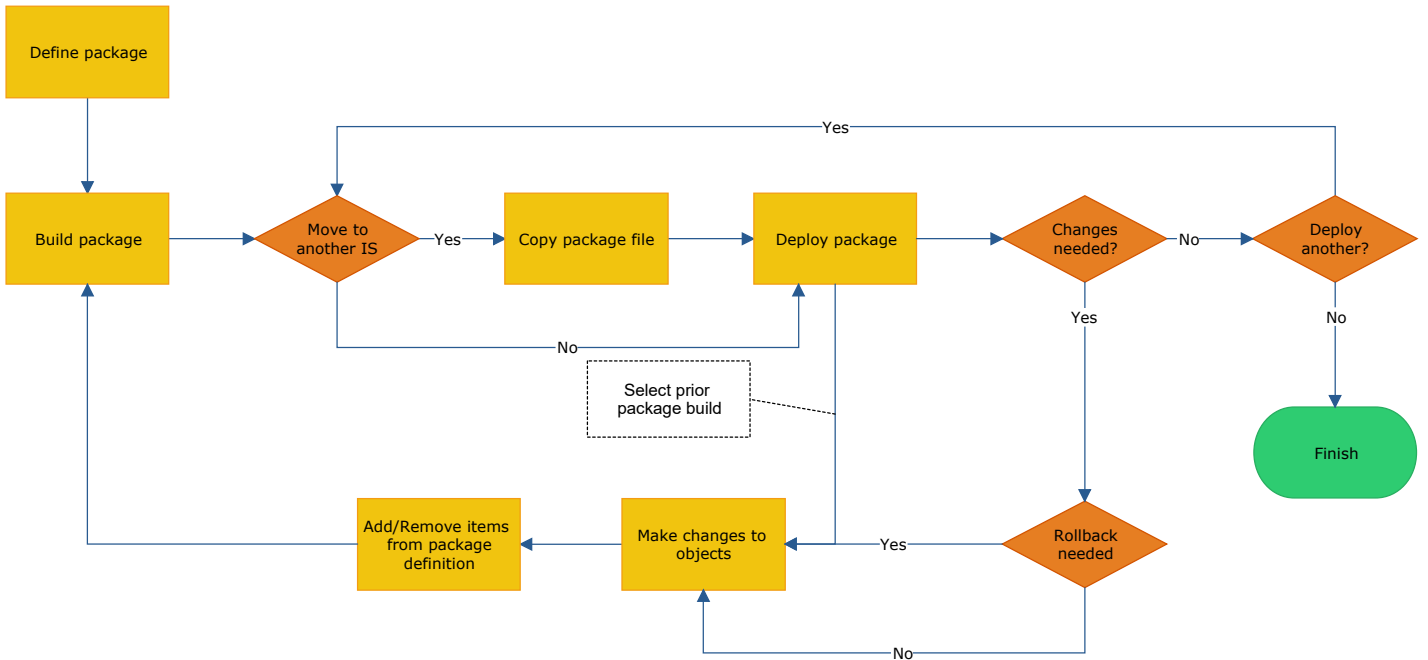 Define package
Yes
Build package
Move to
another IS
Yes
Copy package file
Deploy package
Changes
needed?
No
Deploy
another?
Yes
No
No
Select prior
package build
Finish
Add/Remove items
from package
definition
Make changes to
objects
Yes
Rollback
needed
No